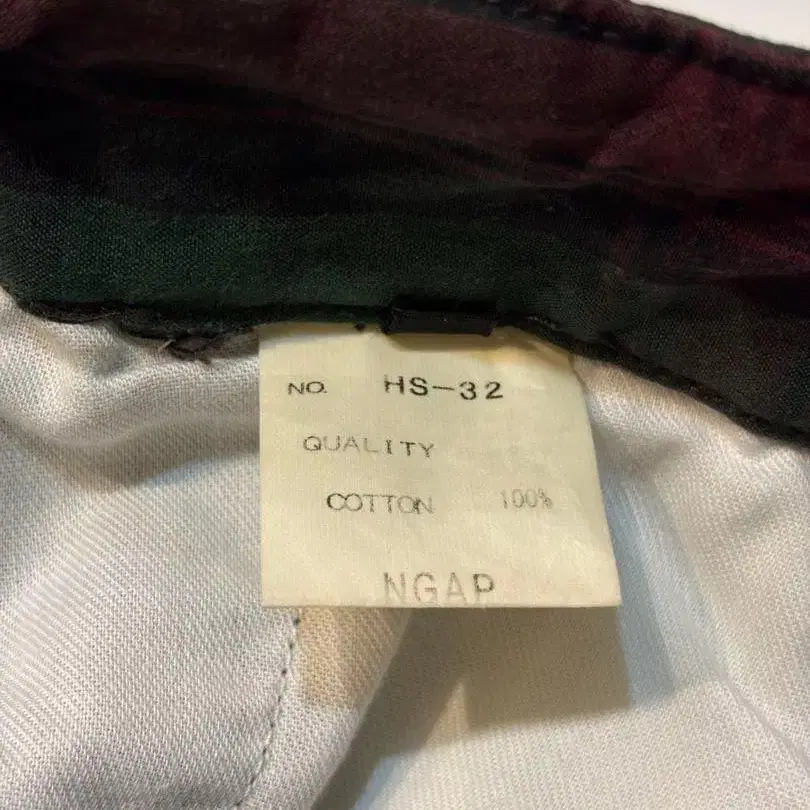 NO. HS-32
QUALITY
COTTON 100%
NGAP